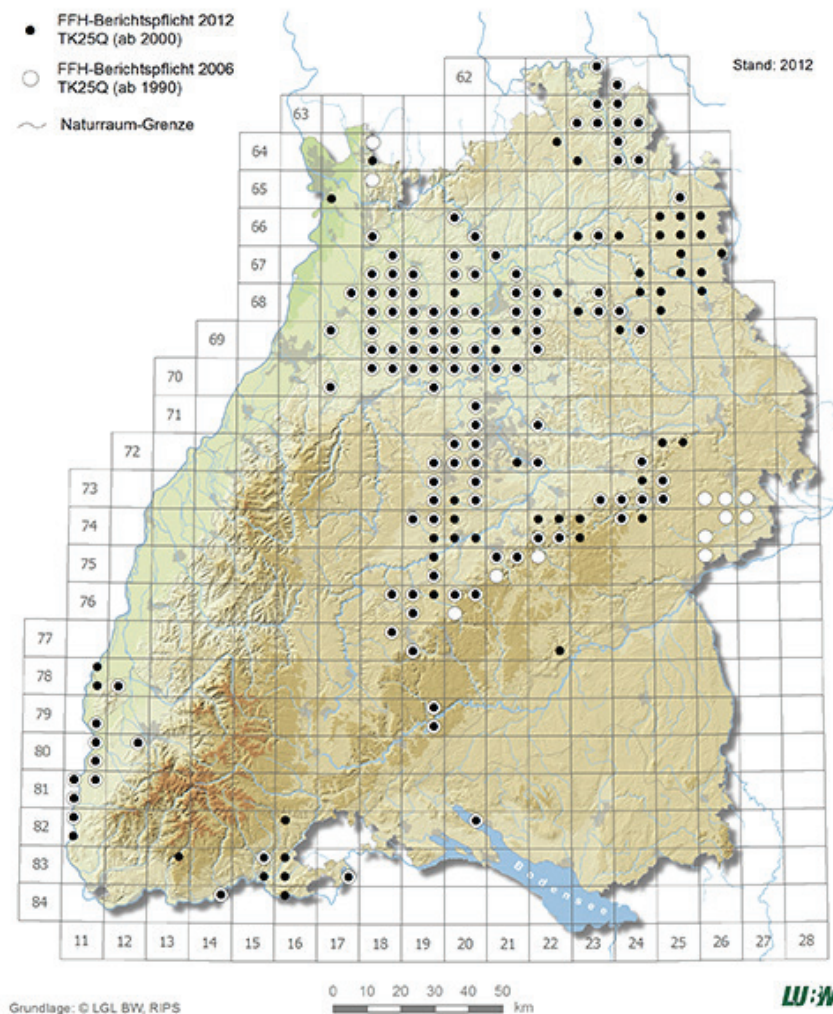 FFH-Berichtspflicht 2012
TK25Q (ab 2000)
FFH-Berichtspflicht 2006
TK25Q (ab 1990)
Naturraum-Grenze
Stand: 2012
62
63
64
65
66
67
68
69
70
71
72
73
74
75
76
77
78
79
80
81
82
83
84
Bodensee
11 12 13 14 15 16 17 18 19 20 21 22 23 24 25 26 27 28
0 10 20 30 40 50
km
Grundlage: © LGL BW, RIPS
LUBW